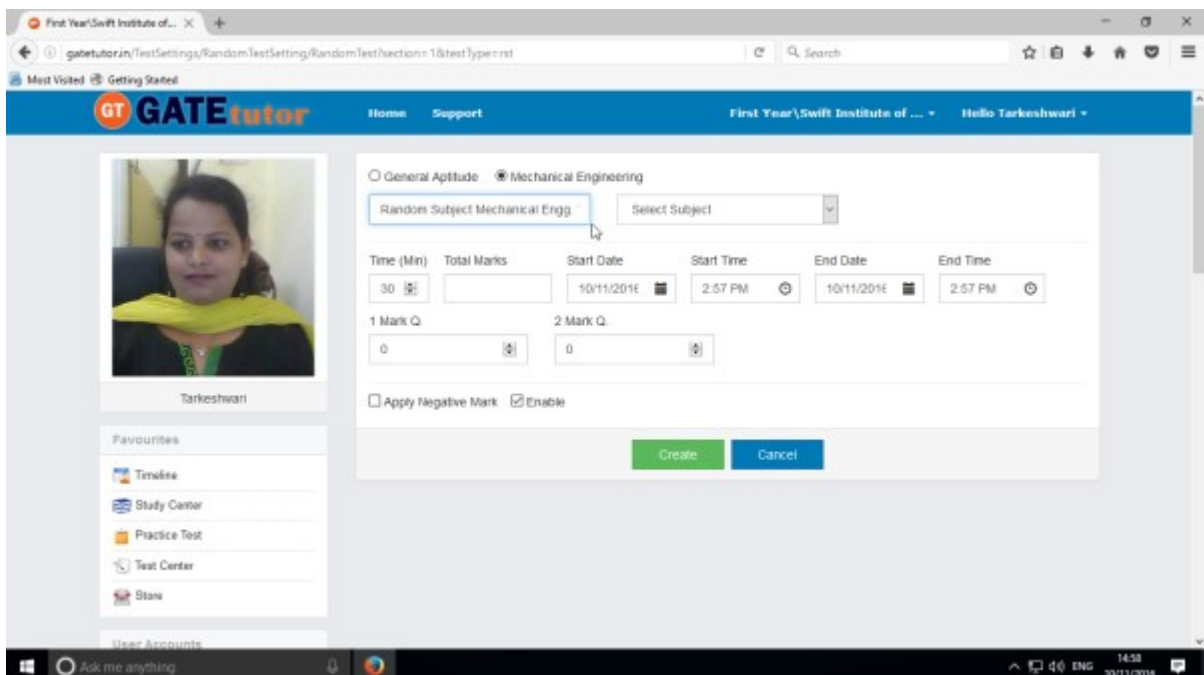 First Year\Swift Institute of...
gatetutor.in/TestSettings/RandomTestSetting/RandomTest?section=1&testType=rst
Search
Most Visited Getting Started
GT GATEtutor Home Support First Year\Swift Institute of .... Hello Tarkeshwari
General Aptitude Mechanical Engineering
Random Subject Mechanical Engg. Select Subject
Time (Min) Total Marks Start Date Start Time End Date End Time
30 10/11/2016 2:57 PM 10/11/2016 2:57 PM
1 Mark Q. 2 Mark Q.
0 0
Apply Negative Mark Enable
Create Cancel
Tarkeshwari
Favourites
Timeline
Study Center
Practice Test
Test Center
Store
User Accounts
Ask me anything ENG 14:58
10/11/2016